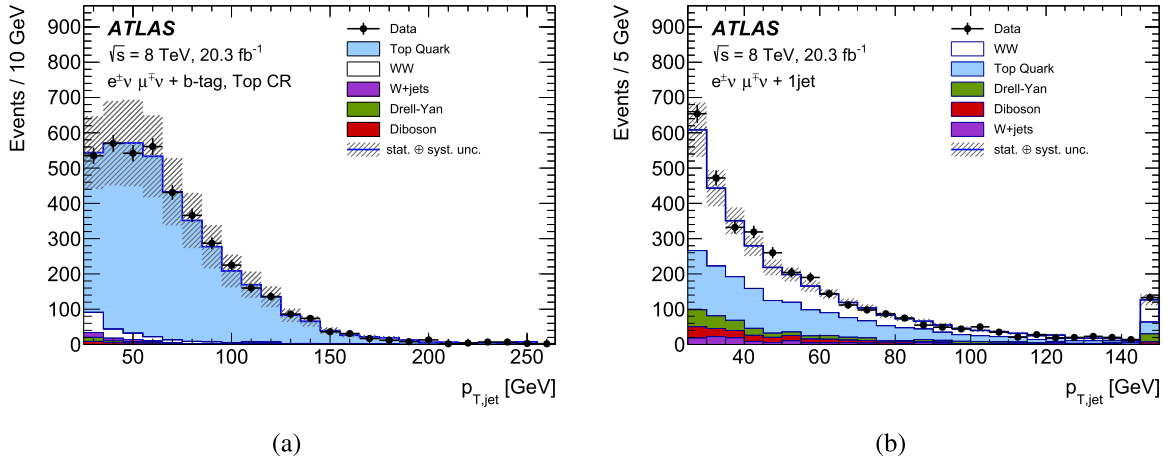 Events / 10 GeV
900
800
700
600
500
400
300
200
100
0
ATLAS
√s = 8 TeV, 20.3 fb⁻¹
e±ν μ∓ν + b-tag, Top CR
Data
Top Quark
WW
W+jets
Drell-Yan
Diboson
stat. ⊕ syst. unc.
50 100 150 200 250
p_T,jet [GeV]
(a)
Events / 5 GeV
900
800
700
600
500
400
300
200
100
0
ATLAS
√s = 8 TeV, 20.3 fb⁻¹
e±ν μ∓ν + 1jet
Data
WW
Top Quark
Drell-Yan
Diboson
W+jets
stat. ⊕ syst. unc.
40 60 80 100 120 140
p_T,jet [GeV]
(b)